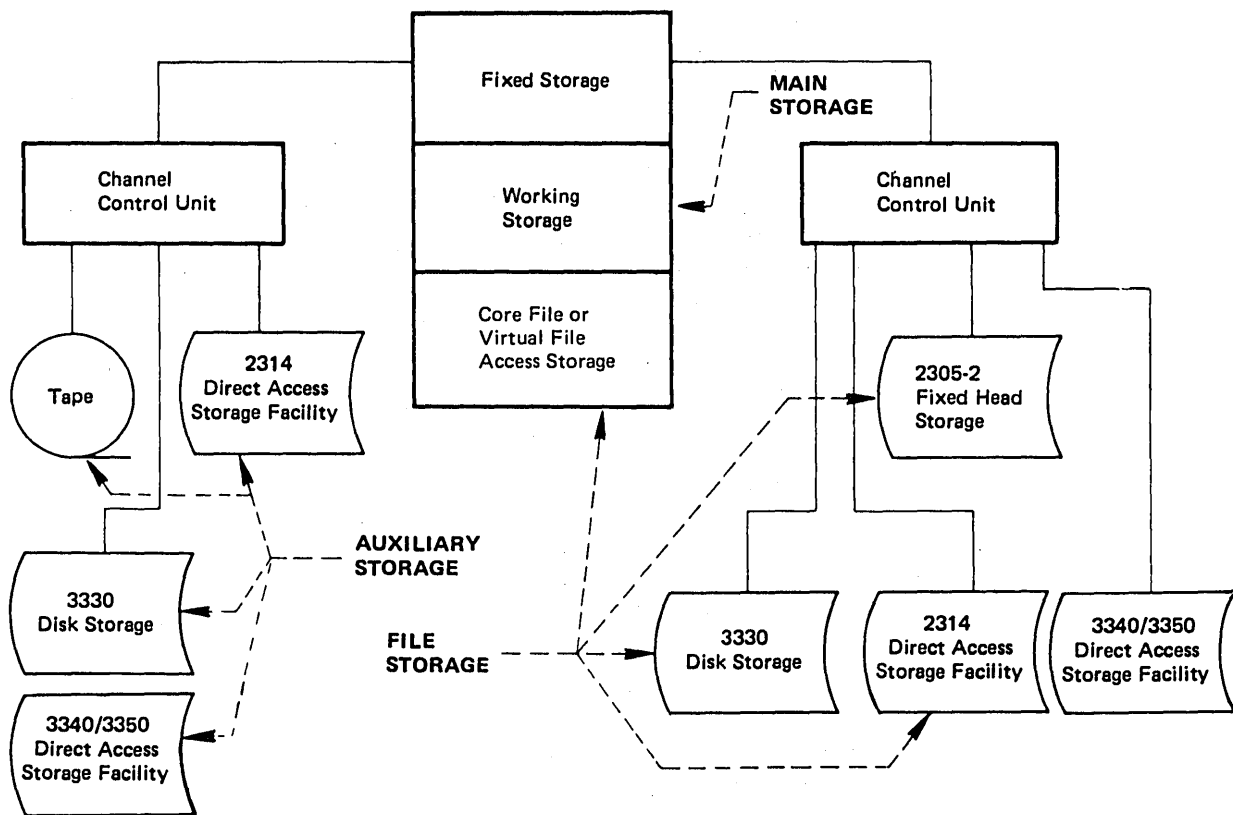 Fixed Storage
MAIN
STORAGE
Channel
Control Unit
Working
Storage
Channel
Control Unit
Core File or
Virtual File
Access Storage
Tape
2314
Direct Access
Storage Facility
2305-2
Fixed Head
Storage
AUXILIARY
STORAGE
3330
Disk Storage
FILE
STORAGE
3330
Disk Storage
2314
Direct Access
Storage Facility
3340/3350
Direct Access
Storage Facility
3340/3350
Direct Access
Storage Facility